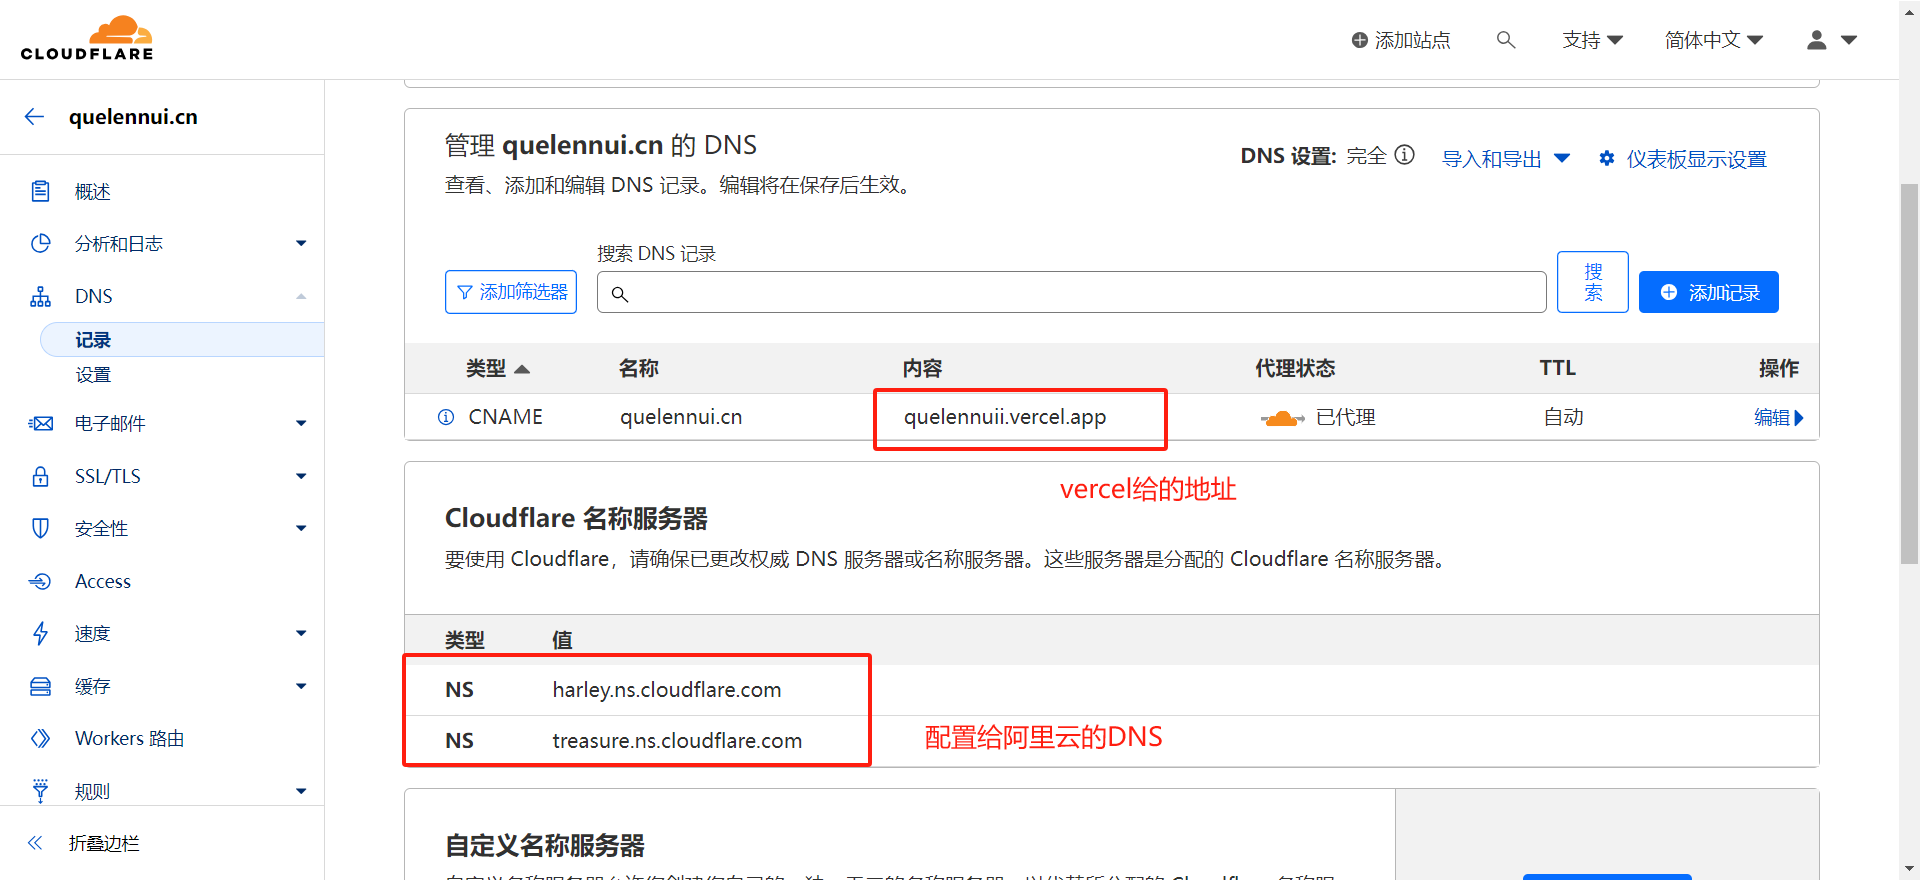 CLOUDFLARE
添加站点
支持
简体中文
quelennui.cn
概述
分析和日志
DNS
记录
设置
电子邮件
SSL/TLS
安全性
Access
速度
缓存
Workers 路由
规则
折叠边栏
管理 quelennui.cn 的 DNS
查看、添加和编辑 DNS 记录。编辑将在保存后生效。
DNS 设置: 完全
导入和导出
仪表板显示设置
搜索 DNS 记录
添加筛选器
搜
索
添加记录
类型 名称 内容 代理状态 TTL 操作
CNAME quelennui.cn quelennuii.vercel.app 已代理 自动 编辑
vercel给的地址
Cloudflare 名称服务器
要使用 Cloudflare，请确保已更改权威 DNS 服务器或名称服务器。这些服务器是分配的 Cloudflare 名称服务器。
类型 值
NS harley.ns.cloudflare.com
NS treasure.ns.cloudflare.com
配置给阿里云的DNS
自定义名称服务器